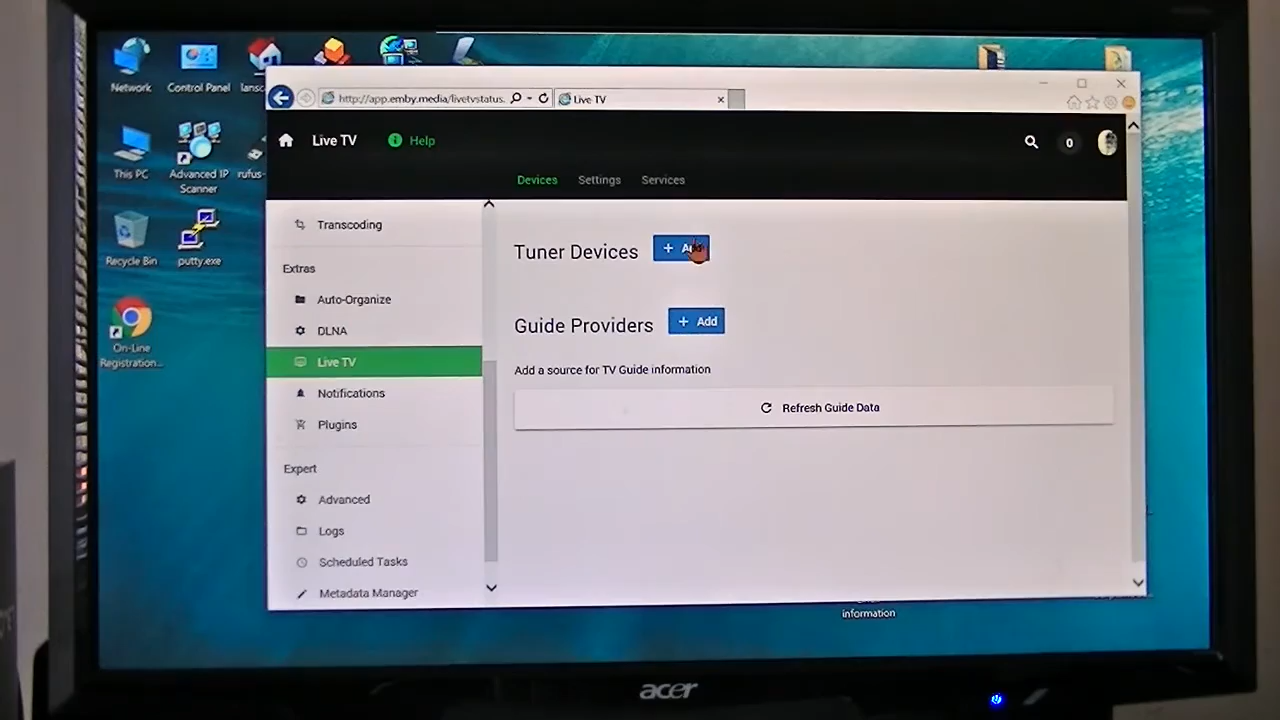 Network
Control Panel
This PC
Advanced IP
Scanner
Recycle Bin
putty.exe
On-Line
Registration...
http://app.emby.media/livetvstatus.
Live TV
Live TV
Help
0
Devices
Settings
Services
Transcoding
Extras
Auto-Organize
DLNA
Live TV
Notifications
Plugins
Expert
Advanced
Logs
Scheduled Tasks
Metadata Manager
Tuner Devices
Guide Providers
+ Add
Add a source for TV Guide information
Refresh Guide Data
information
acer